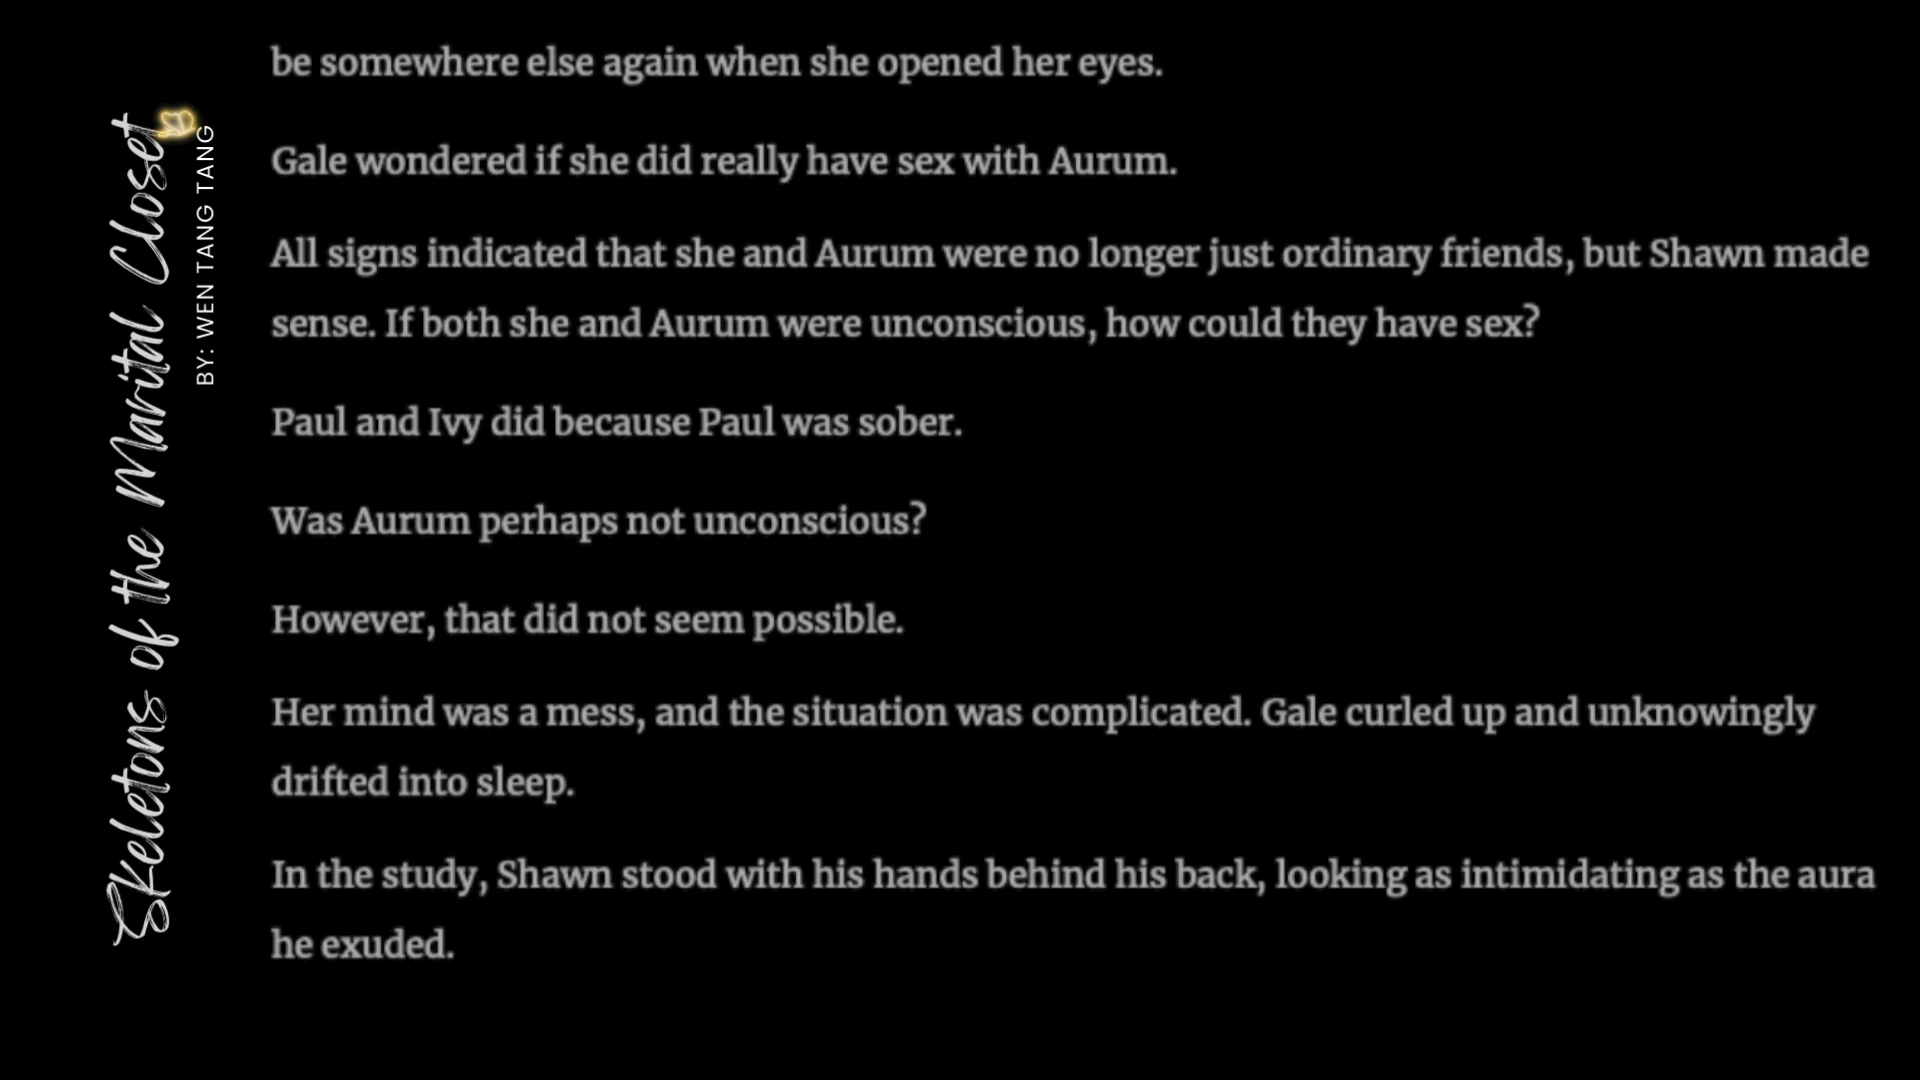 Skeletons of the Marital Closet
BY: WEN TANG TANG
be somewhere else again when she opened her eyes.
Gale wondered if she did really have sex with Aurum.
All signs indicated that she and Aurum were no longer just ordinary friends, but Shawn made
sense. If both she and Aurum were unconscious, how could they have sex?
Paul and Ivy did because Paul was sober.
Was Aurum perhaps not unconscious?
However, that did not seem possible.
Her mind was a mess, and the situation was complicated. Gale curled up and unknowingly
drifted into sleep.
In the study, Shawn stood with his hands behind his back, looking as intimidating as the aura
he exuded.